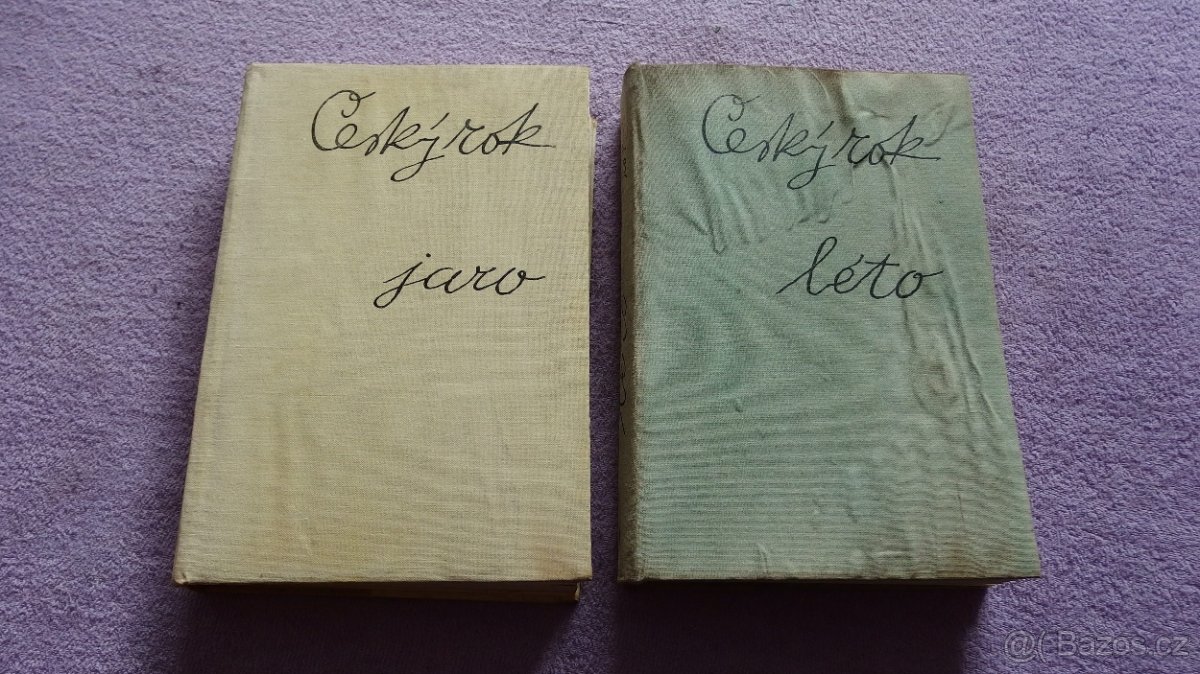 Český rok
jaro
Český rok
léto
@( Bazos.cz